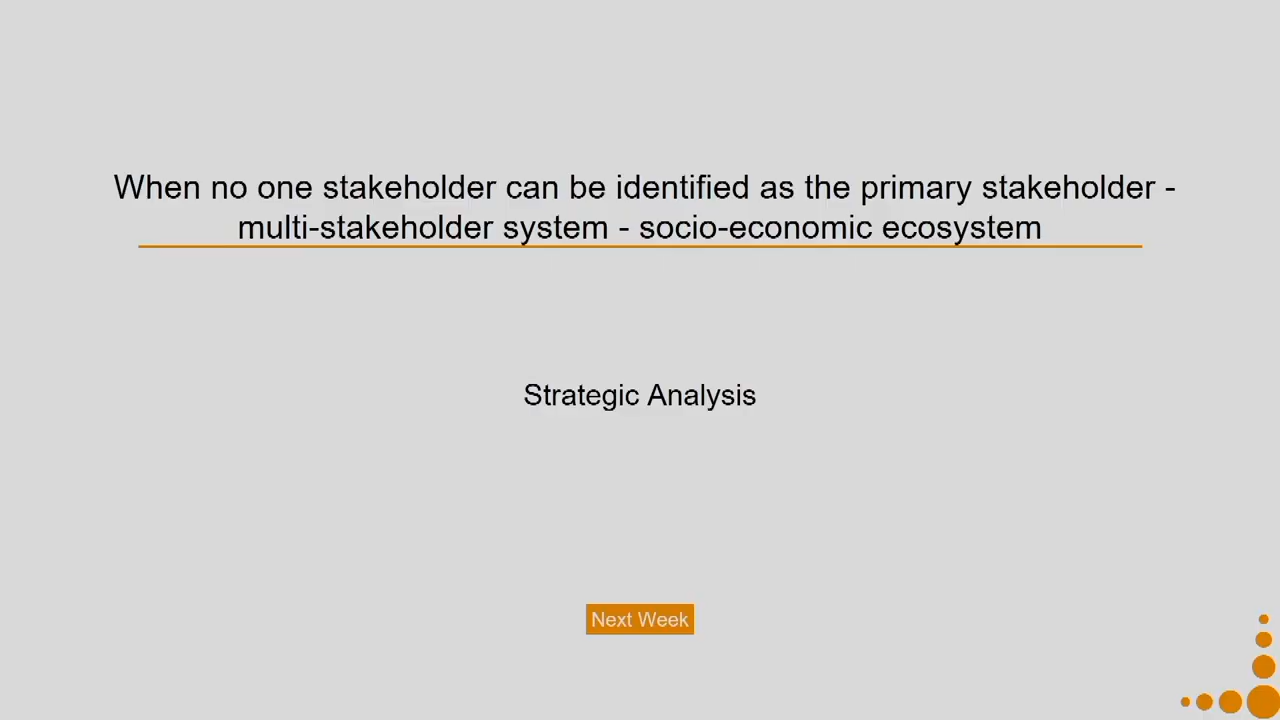 When no one stakeholder can be identified as the primary stakeholder -
multi-stakeholder system - socio-economic ecosystem
Strategic Analysis
Next Week